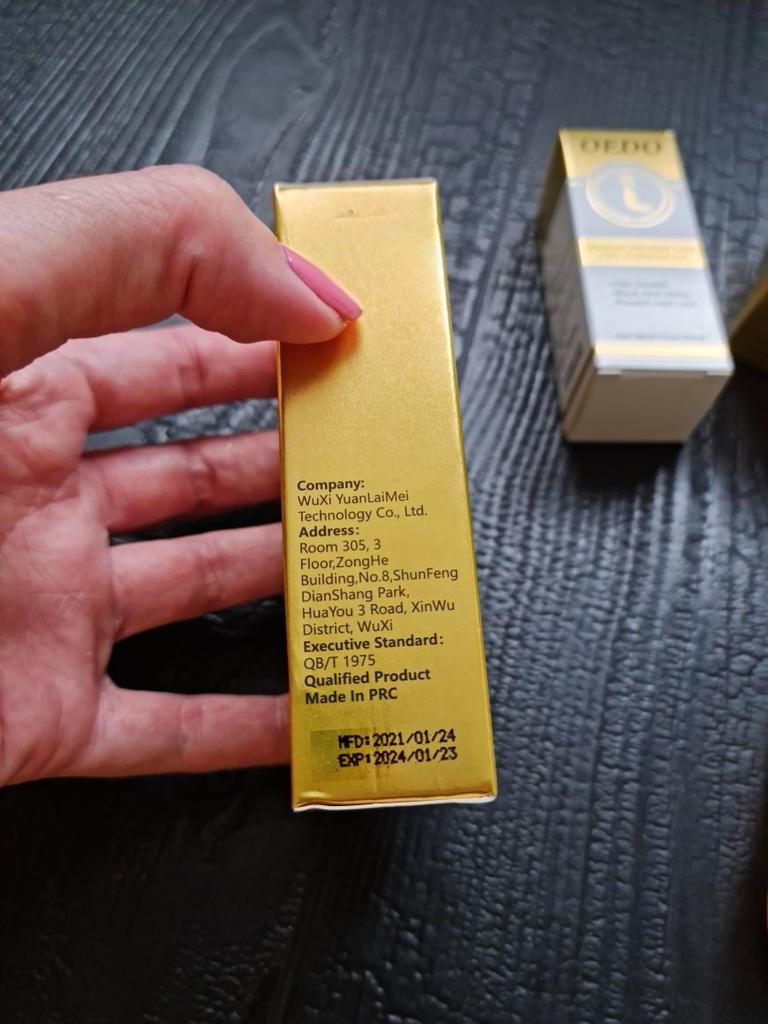 Company:
WuXi YuanLaiMei
Technology Co., Ltd.
Address:
Room 305, 3
Floor,ZongHe
Building,No.8,ShunFeng
DianShang Park,
HuaYou 3 Road, XinWu
District, WuXi
Executive Standard:
QB/T 1975
Qualified Product
Made In PRC
MFD:2021/01/24
EXP:2024/01/23
OEDO